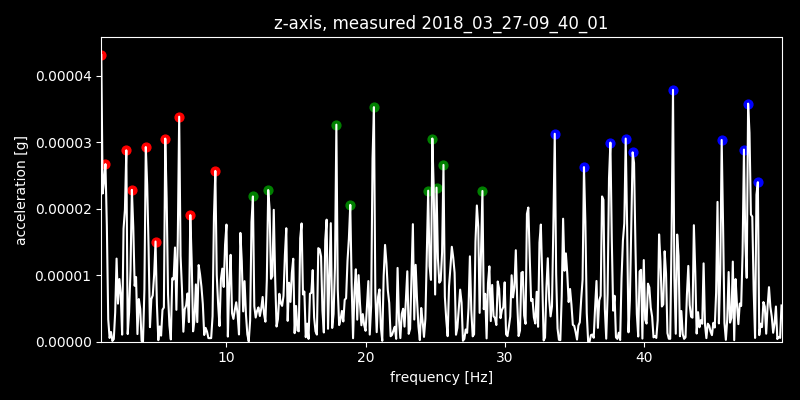 z-axis, measured 2018_03_27-09_40_01
0.00004
0.00003
0.00002
0.00001
0.00000
acceleration [g]
10 20 30 40
frequency [Hz]